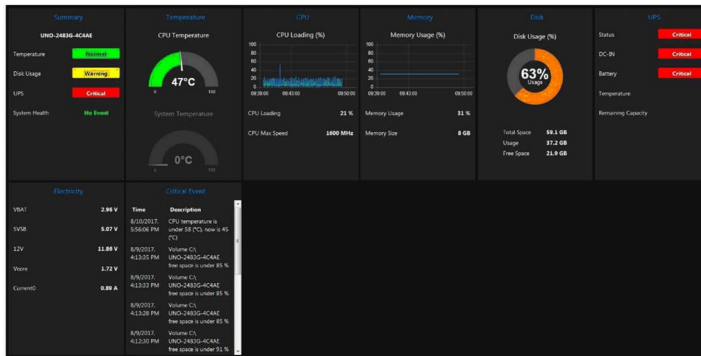 Summary
UNO-2483G-4C4AE
Temperature Normal
Disk Usage Warning
UPS Critical
System Health No Event
Temperature
CPU Temperature
47°C
0 100
System Temperature
0°C
0 100
CPU
CPU Loading (%)
100
80
60
40
20
0
09:38:00 09:43:00 09:50:00
CPU Loading 21 %
CPU Max Speed 1600 MHz
Memory
Memory Usage (%)
100
80
60
40
20
0
09:38:00 09:43:00 09:50:00
Memory Usage 31 %
Memory Size 8 GB
Disk
Disk Usage (%)
63%
Usage
Total Space 59.1 GB
Usage 37.2 GB
Free Space 21.9 GB
UPS
Status Critical
DC-IN Critical
Battery Critical
Temperature
Remaining Capacity
Electricity
VBAT 2.96 V
5VSB 5.07 V
12V 11.86 V
Vcore 1.72 V
Current0 0.89 A
Critical Event
Time Description
8/10/2017, CPU temperature is
5:56:06 PM under 58 (°C), now is 45
(°C)
8/9/2017, Volume C:\
4:13:35 PM UNO-2483G-4C4AE
free space is under 85 %
8/9/2017, Volume C:\
4:13:33 PM UNO-2483G-4C4AE
free space is under 85 %
8/9/2017, Volume C:\
4:13:28 PM UNO-2483G-4C4AE
free space is under 85 %
8/9/2017, Volume C:\
4:12:30 PM UNO-2483G-4C4AE
free space is under 91 %